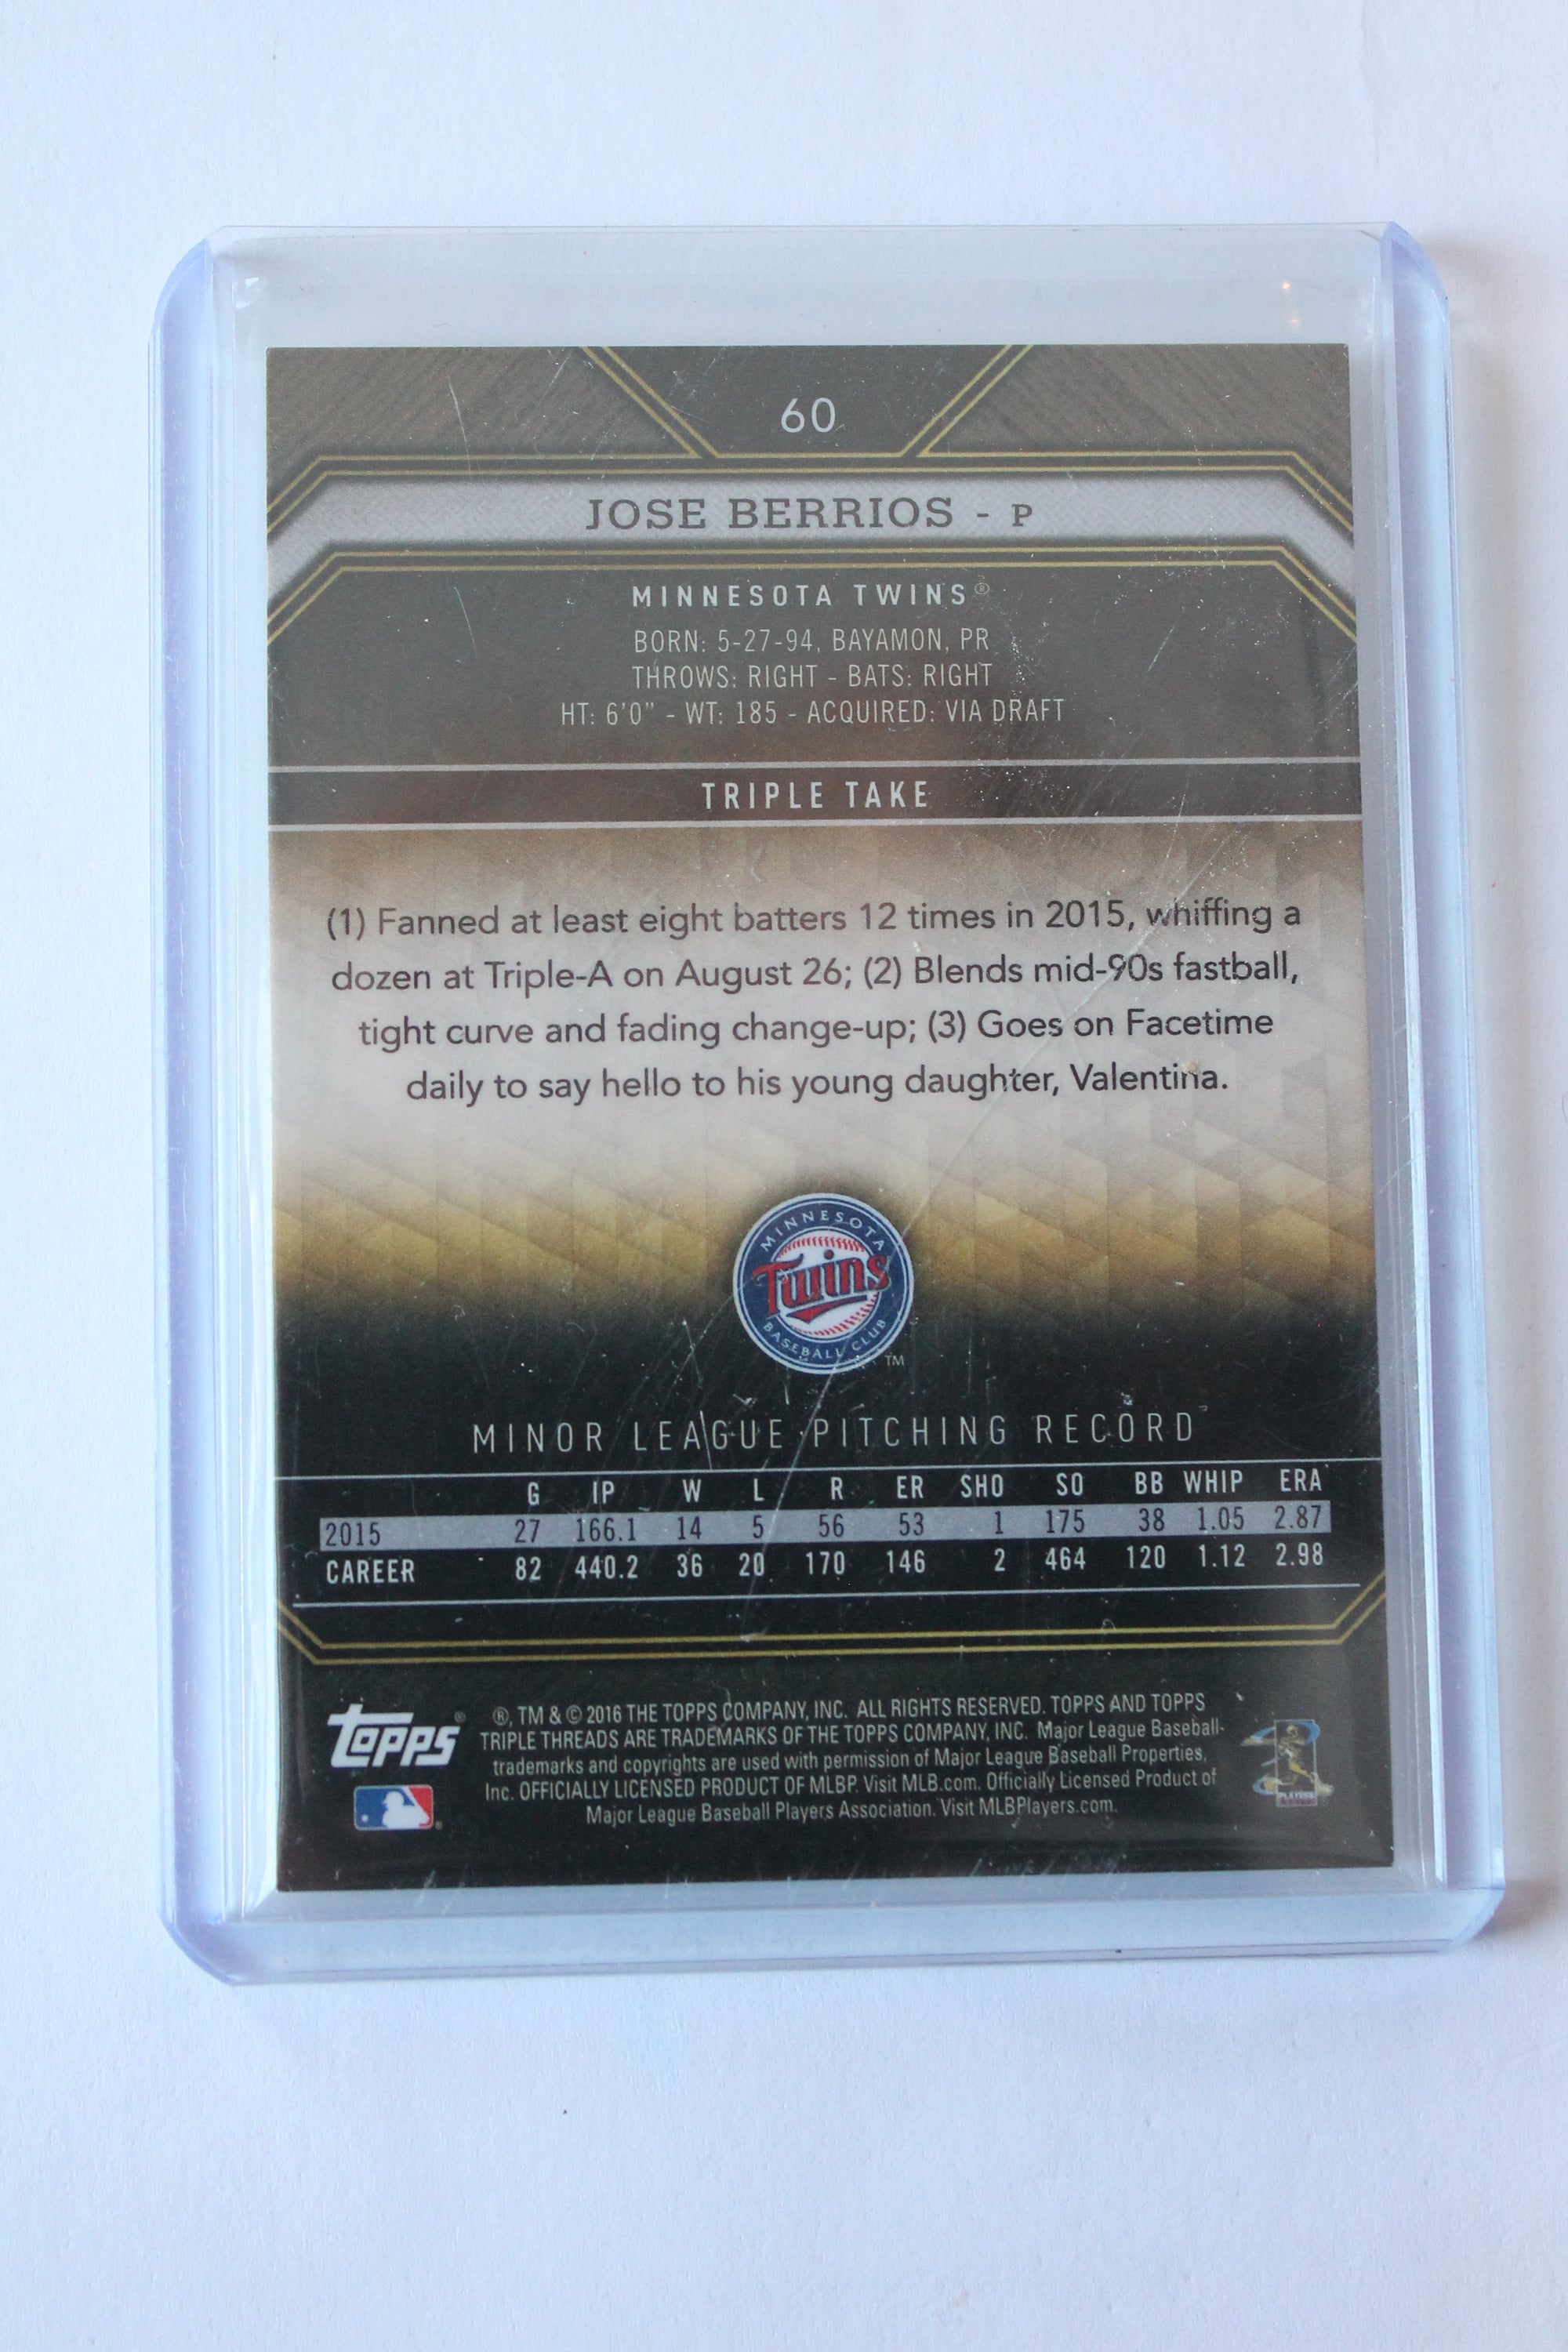 60
JOSE BERRIOS - P
MINNESOTA TWINS®
BORN: 5-27-94, BAYAMON, PR
THROWS: RIGHT - BATS: RIGHT
HT: 6'0" - WT: 185 - ACQUIRED: VIA DRAFT
TRIPLE TAKE
(1) Fanned at least eight batters 12 times in 2015, whiffing a
dozen at Triple-A on August 26; (2) Blends mid-90s fastball,
tight curve and fading change-up; (3) Goes on Facetime
daily to say hello to his young daughter, Valentina.
MINNESOTA
Twins
BASEBALL CLUB
TM
MINOR LEAGUE PITCHING RECORD
G IP W L R ER SHO SO BB WHIP ERA
2015 27 166.1 14 5 56 53 1 175 38 1.05 2.87
CAREER 82 440.2 36 20 170 146 2 464 120 1.12 2.98
TOPPS®
®, TM & © 2016 THE TOPPS COMPANY, INC. ALL RIGHTS RESERVED. TOPPS AND TOPPS
TRIPLE THREADS ARE TRADEMARKS OF THE TOPPS COMPANY, INC. Major League Baseball
trademarks and copyrights are used with permission of Major League Baseball Properties,
Inc. OFFICIALLY LICENSED PRODUCT OF MLBP. Visit MLB.com. Officially Licensed Product of
Major League Baseball Players Association. Visit MLBPlayers.com.
PLAYERS